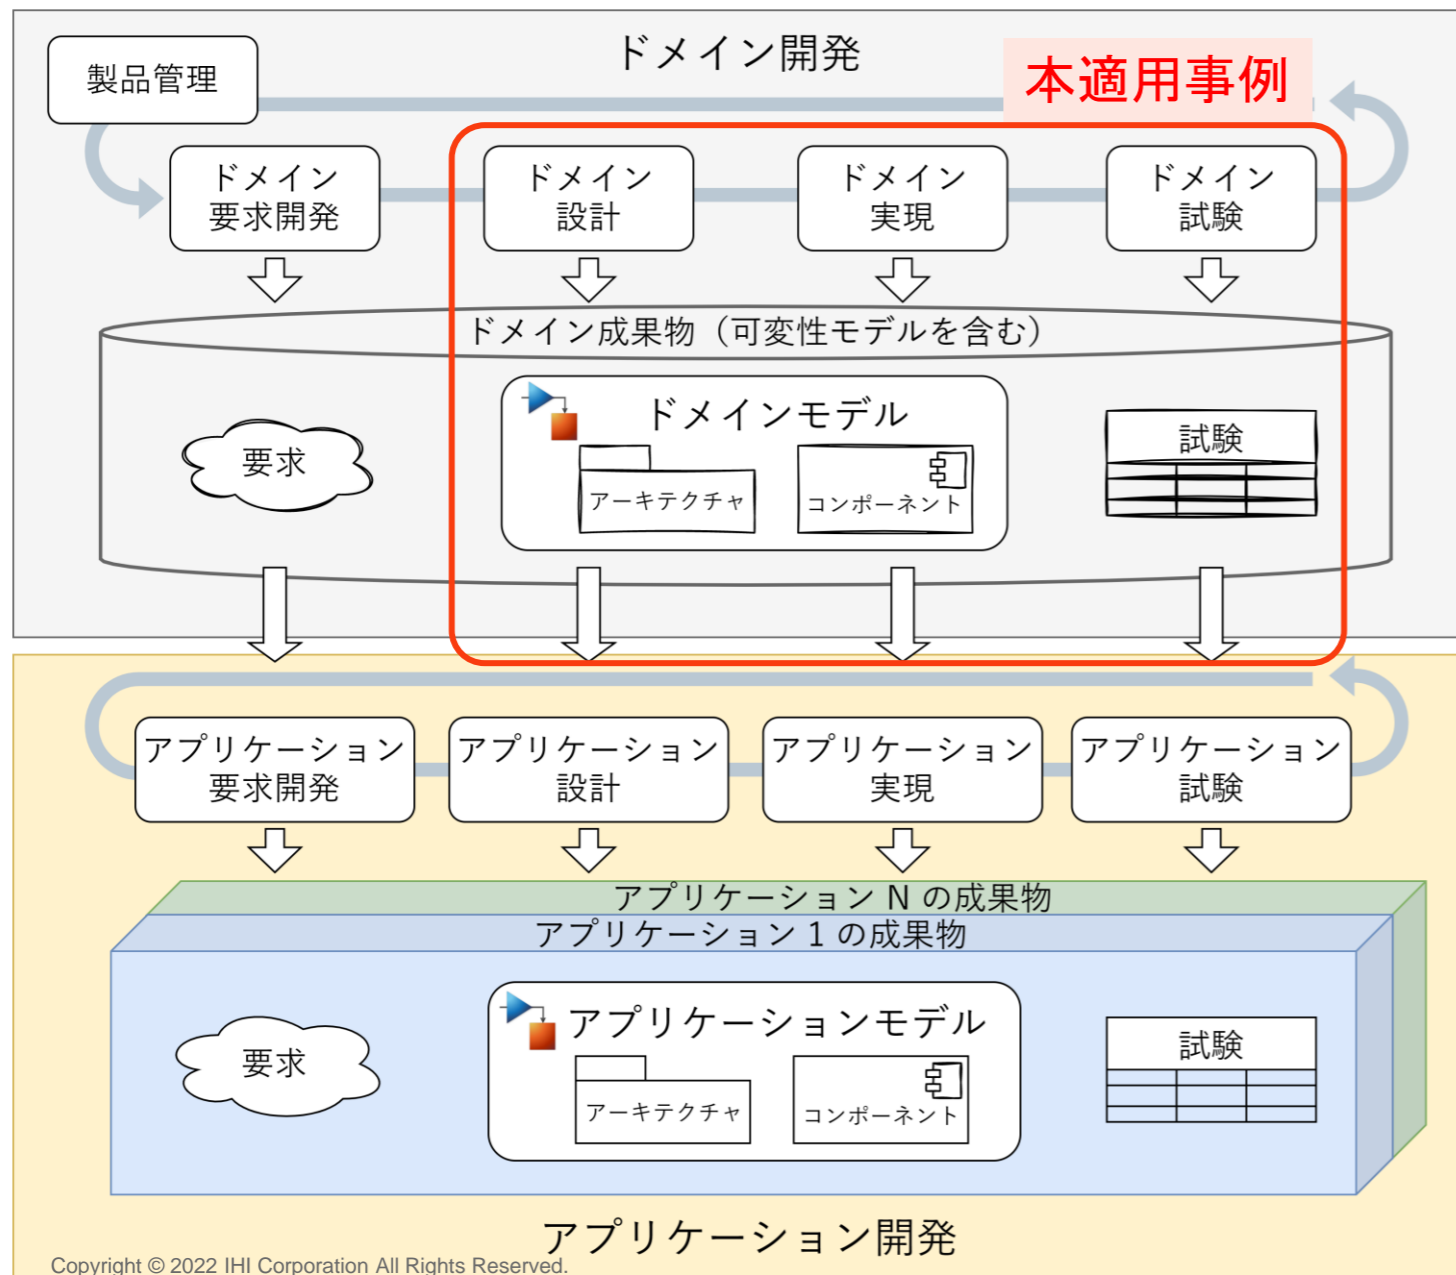 ドメイン開発
本適用事例
製品管理
ドメイン
要求開発
ドメイン
設計
ドメイン
実現
ドメイン
試験
ドメイン成果物（可変性モデルを含む）
要求
ドメインモデル
アーキテクチャ
コンポーネント
試験
アプリケーション
要求開発
アプリケーション
設計
アプリケーション
実現
アプリケーション
試験
アプリケーション N の成果物
アプリケーション 1 の成果物
要求
アプリケーションモデル
アーキテクチャ
コンポーネント
試験
アプリケーション開発
Copyright © 2022 IHI Corporation All Rights Reserved.